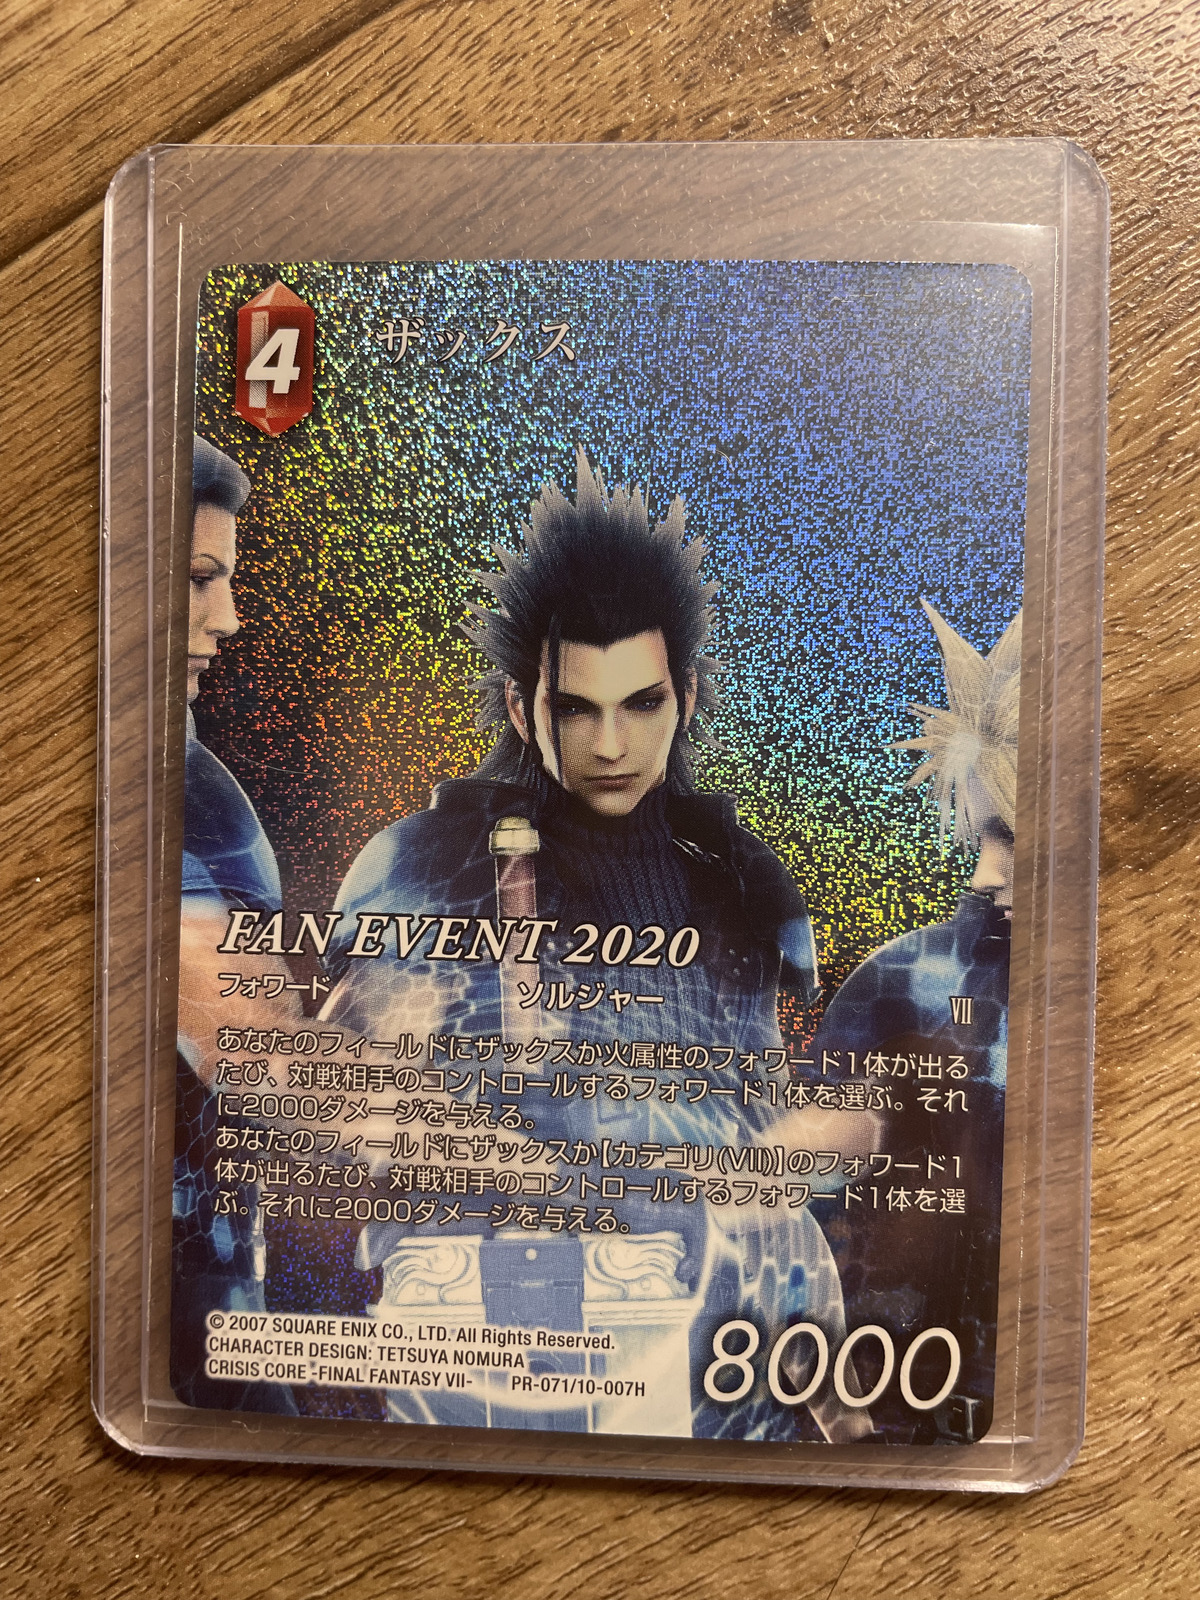 4
ザックス
FAN EVENT 2020
フォワード
ソルジャー
VII
あなたのフィールドにザックスか火属性のフォワード1体が出る
たび、対戦相手のコントロールするフォワード1体を選ぶ。それ
に2000ダメージを与える。
あなたのフィールドにザックスか【カテゴリ(VII)】のフォワード1
体が出るたび、対戦相手のコントロールするフォワード1体を選
ぶ。それに2000ダメージを与える。
© 2007 SQUARE ENIX CO., LTD. All Rights Reserved.
CHARACTER DESIGN: TETSUYA NOMURA
CRISIS CORE -FINAL FANTASY VII- PR-071/10-007H
8000